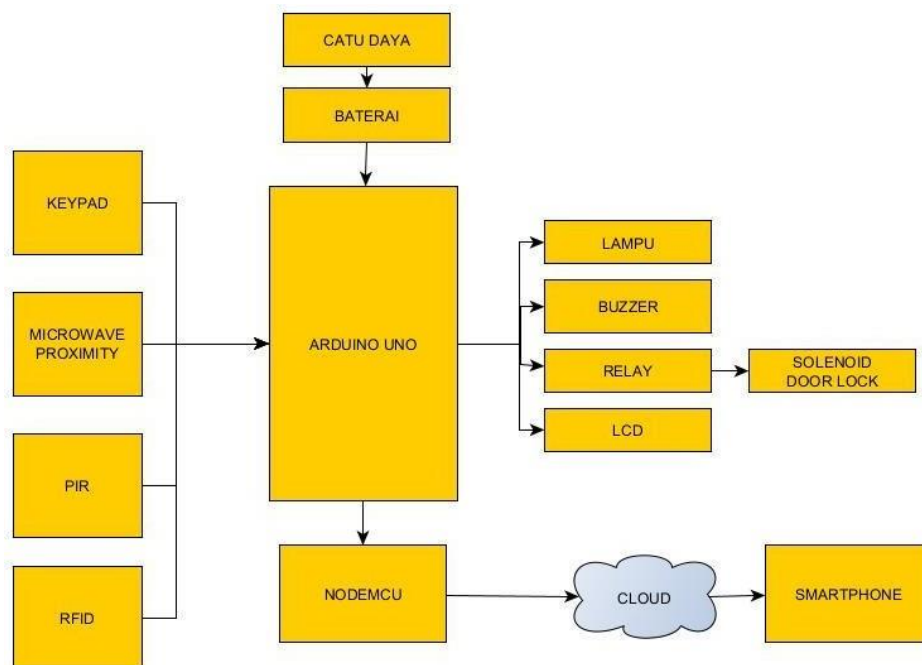 CATU DAYA
BATERAI
KEYPAD
MICROWAVE
PROXIMITY
PIR
RFID
ARDUINO UNO
LAMPU
BUZZER
RELAY
SOLENOID
DOOR LOCK
LCD
NODEMCU
CLOUD
SMARTPHONE